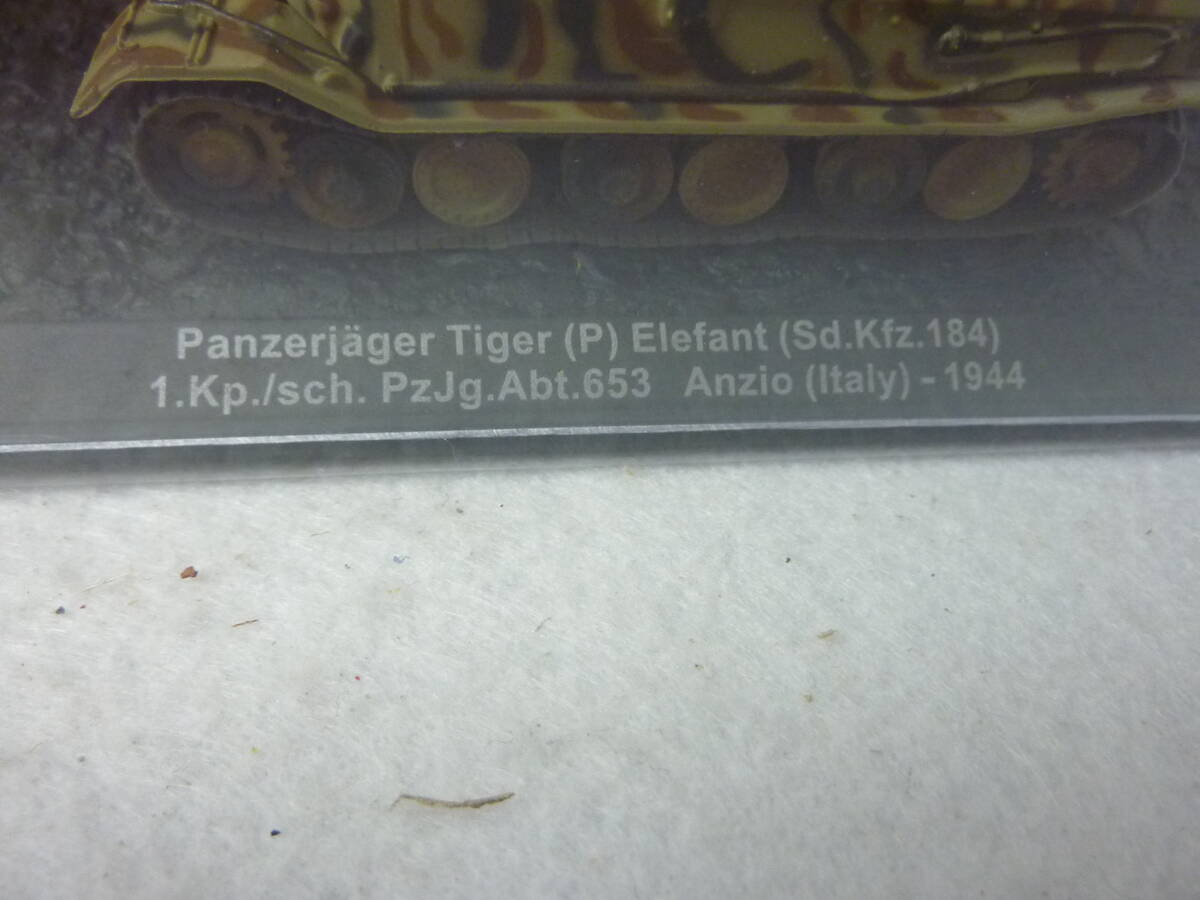 Panzerjäger Tiger (P) Elefant (Sd.Kfz.184)
1.Kp./sch. PzJg.Abt.653 Anzio (Italy) - 1944